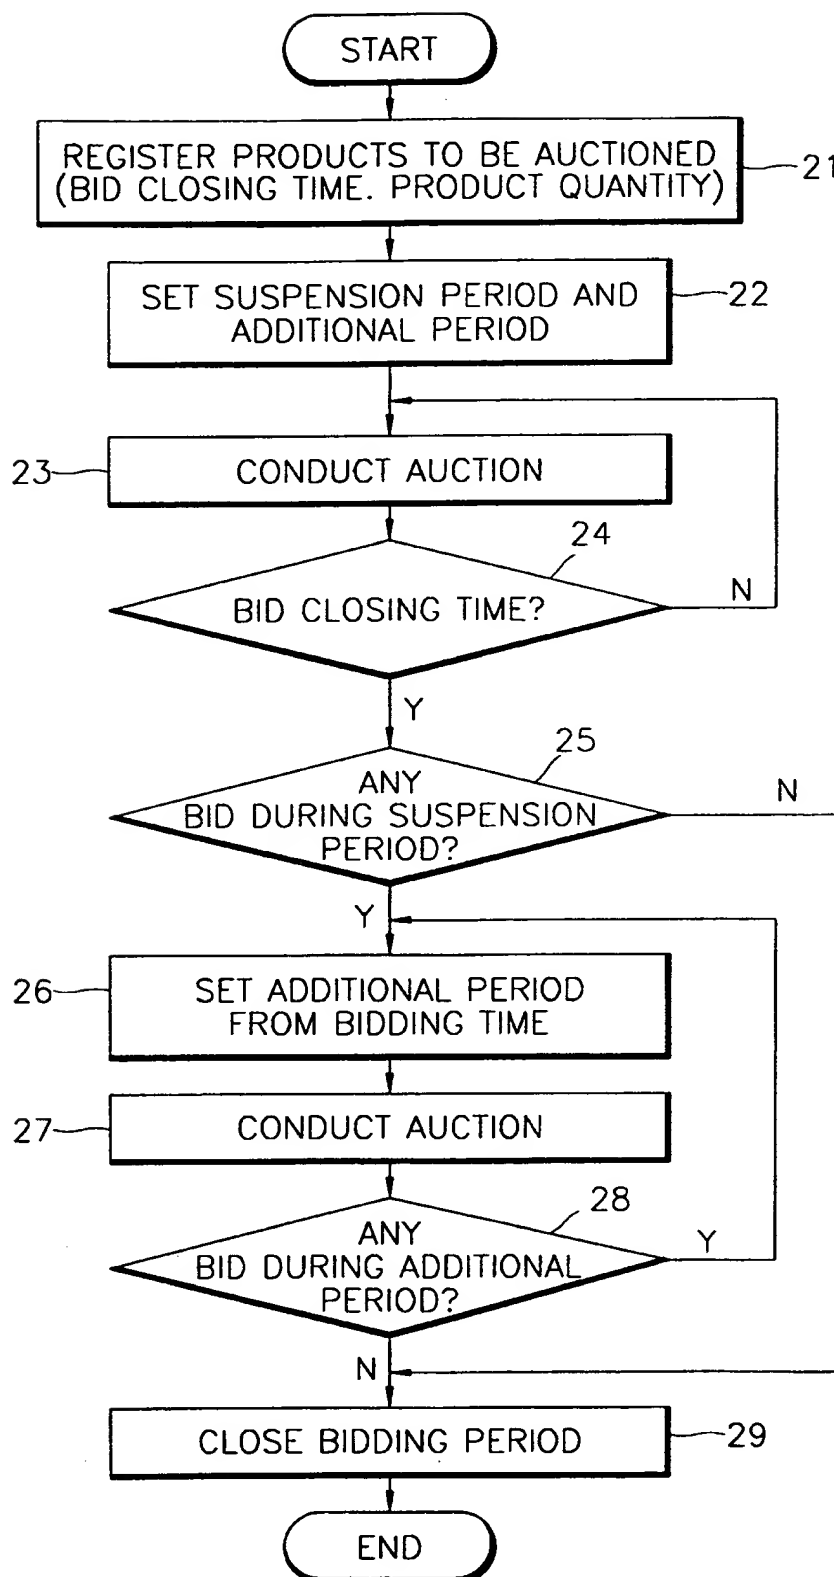 START
REGISTER PRODUCTS TO BE AUCTIONED
(BID CLOSING TIME. PRODUCT QUANTITY)
21
SET SUSPENSION PERIOD AND
ADDITIONAL PERIOD
22
23
CONDUCT AUCTION
24
BID CLOSING TIME?
N
Y
25
ANY
BID DURING SUSPENSION
PERIOD?
N
Y
26
SET ADDITIONAL PERIOD
FROM BIDDING TIME
27
CONDUCT AUCTION
28
ANY
BID DURING ADDITIONAL
PERIOD?
Y
N
CLOSE BIDDING PERIOD
29
END